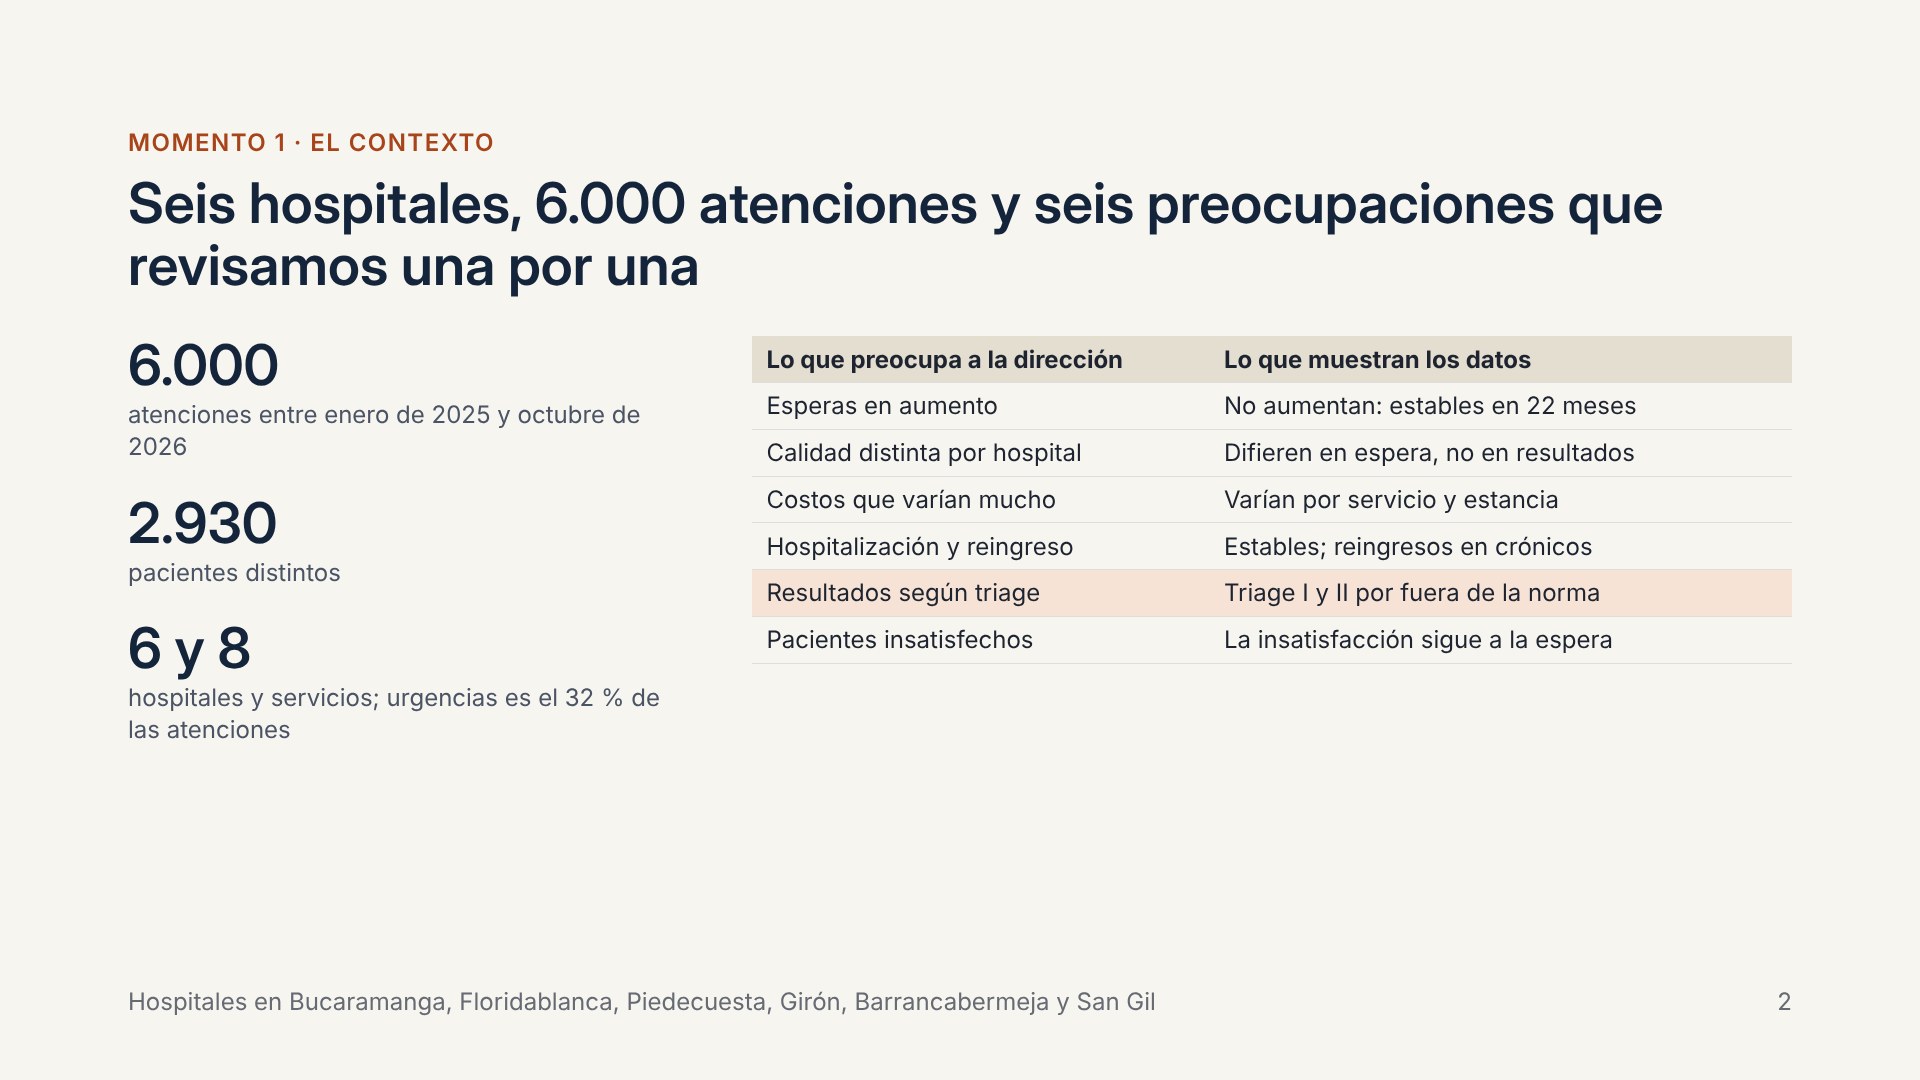 MOMENTO 1 · EL CONTEXTO
Seis hospitales, 6.000 atenciones y seis preocupaciones que
revisamos una por una
6.000
atenciones entre enero de 2025 y octubre de
2026
2.930
pacientes distintos
6 y 8
hospitales y servicios; urgencias es el 32 % de
las atenciones
Lo que preocupa a la dirección Lo que muestran los datos
Esperas en aumento No aumentan: estables en 22 meses
Calidad distinta por hospital Difieren en espera, no en resultados
Costos que varían mucho Varían por servicio y estancia
Hospitalización y reingreso Estables; reingresos en crónicos
Resultados según triage Triage I y II por fuera de la norma
Pacientes insatisfechos La insatisfacción sigue a la espera
Hospitales en Bucaramanga, Floridablanca, Piedecuesta, Girón, Barrancabermeja y San Gil 2